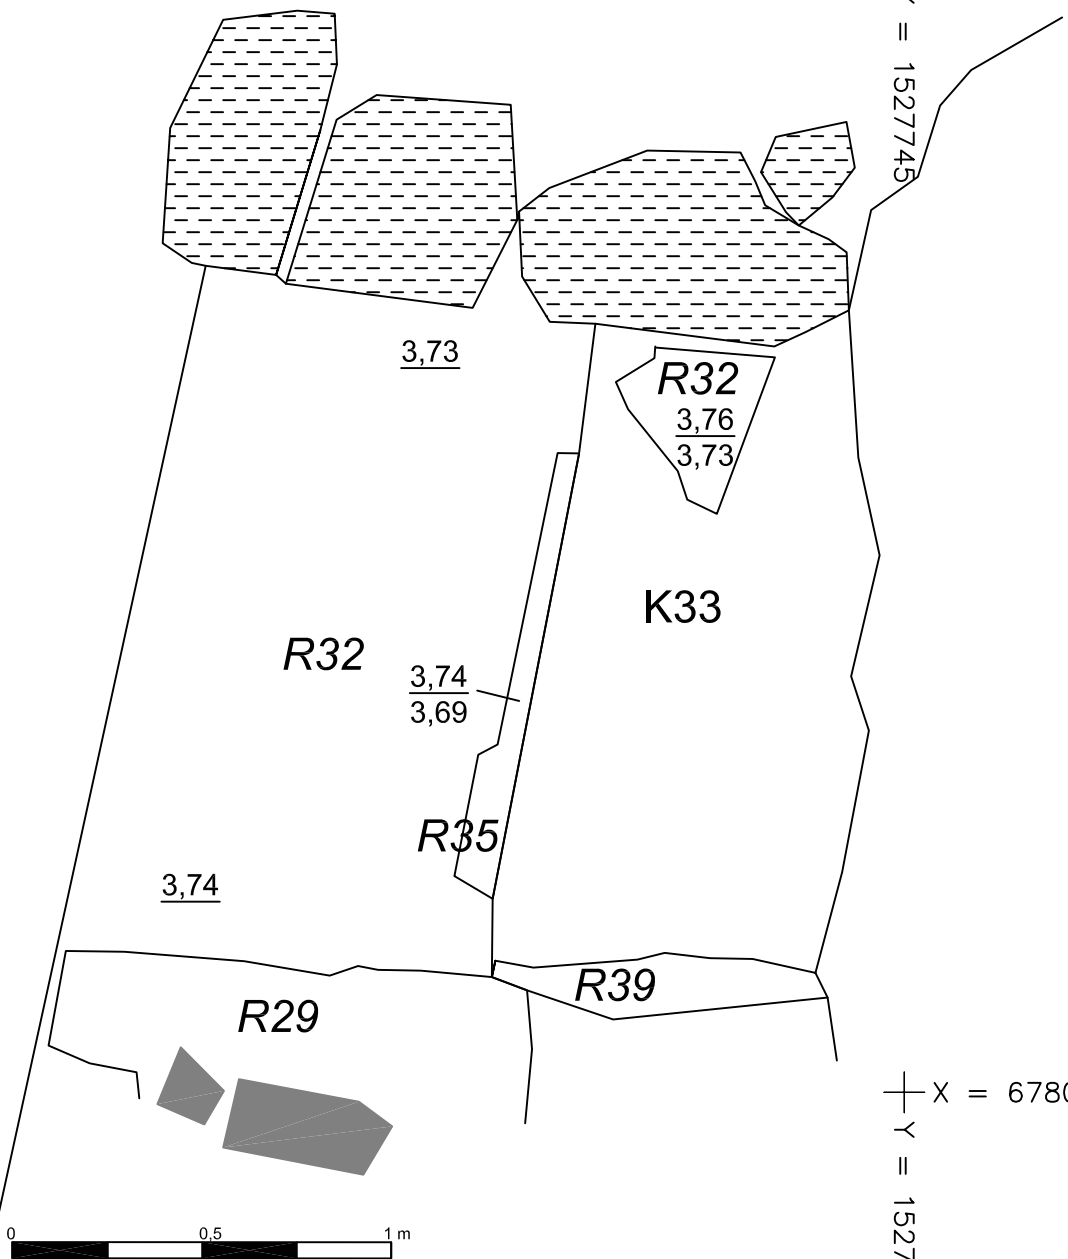 Y = 1527745
3,73
R32
3,76
3,73
K33
R32
3,74
3,69
R35
3,74
R39
R29
X = 6780
Y = 1527
0 0,5 1 m